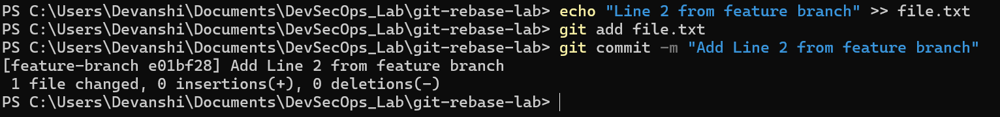 PS C:\Users\Devanshi\Documents\DevSecOps_Lab\git-rebase-lab> echo "Line 2 from feature branch" >> file.txt
PS C:\Users\Devanshi\Documents\DevSecOps_Lab\git-rebase-lab> git add file.txt
PS C:\Users\Devanshi\Documents\DevSecOps_Lab\git-rebase-lab> git commit -m "Add Line 2 from feature branch"
[feature-branch e01bf28] Add Line 2 from feature branch
 1 file changed, 0 insertions(+), 0 deletions(-)
PS C:\Users\Devanshi\Documents\DevSecOps_Lab\git-rebase-lab>